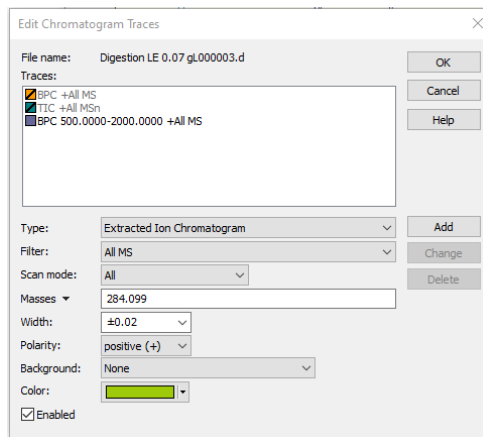 Edit Chromatogram Traces
File name: Digestion LE 0.07 gL000003.d
OK
Traces:
BPC +All MS
Cancel
TIC +All MSn
BPC 500.0000-2000.0000 +All MS
Help
Type: Extracted Ion Chromatogram
Add
Filter: All MS
Change
Scan mode: All
Delete
Masses 284.099
Width: ±0.02
Polarity: positive (+)
Background: None
Color:
Enabled